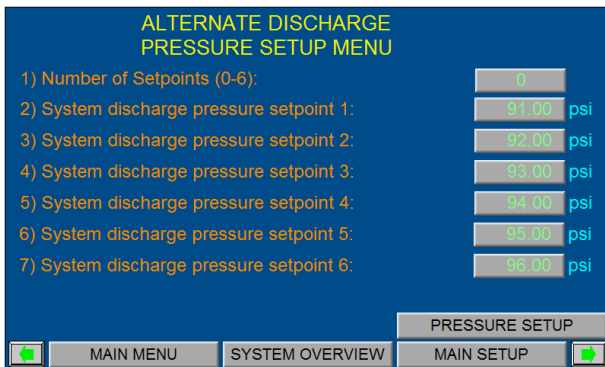 ALTERNATE DISCHARGE
PRESSURE SETUP MENU
1) Number of Setpoints (0-6): 0
2) System discharge pressure setpoint 1: 91.00 psi
3) System discharge pressure setpoint 2: 92.00 psi
4) System discharge pressure setpoint 3: 93.00 psi
5) System discharge pressure setpoint 4: 94.00 psi
6) System discharge pressure setpoint 5: 95.00 psi
7) System discharge pressure setpoint 6: 96.00 psi
PRESSURE SETUP
MAIN MENU SYSTEM OVERVIEW MAIN SETUP